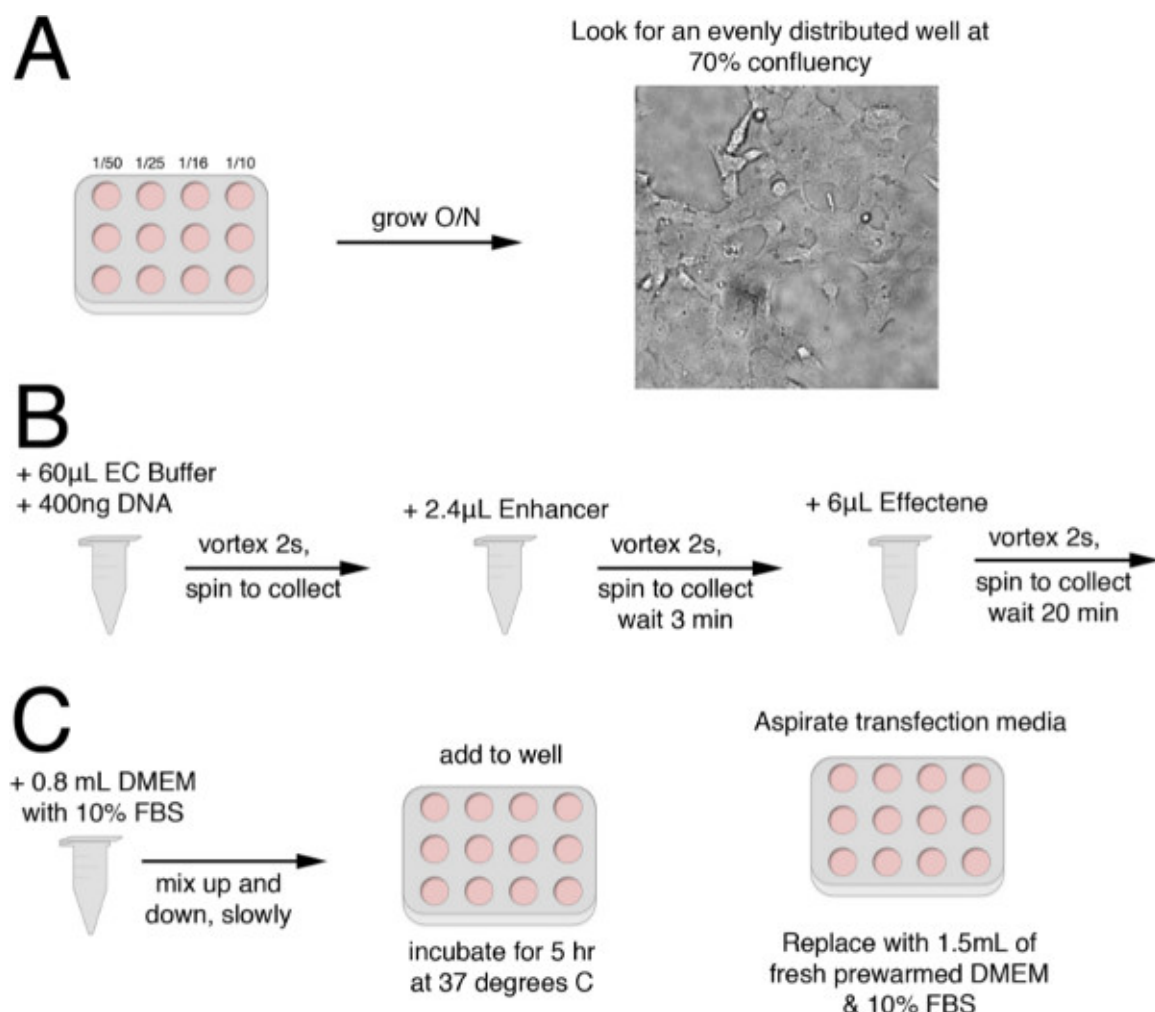 A
Look for an evenly distributed well at
70% confluency
1/50 1/25 1/16 1/10
grow O/N
B
+ 60µL EC Buffer
+ 400ng DNA
vortex 2s,
spin to collect
+ 2.4µL Enhancer
vortex 2s,
spin to collect
wait 3 min
+ 6µL Effectene
vortex 2s,
spin to collect
wait 20 min
C
+ 0.8 mL DMEM
with 10% FBS
mix up and
down, slowly
add to well
incubate for 5 hr
at 37 degrees C
Aspirate transfection media
Replace with 1.5mL of
fresh prewarmed DMEM
& 10% FBS